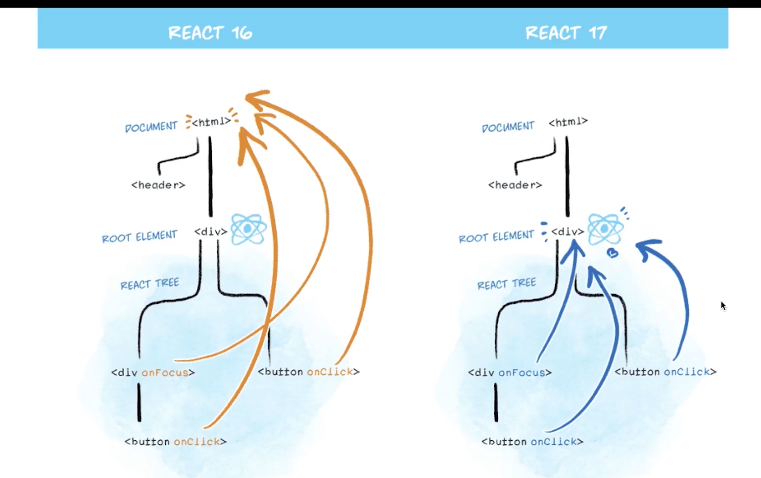 REACT 16
DOCUMENT <html>
<header>
ROOT ELEMENT <div>
REACT TREE
<div onFocus> <button onClick>
<button onClick>
REACT 17
DOCUMENT <html>
<header>
ROOT ELEMENT <div>
REACT TREE
<div onFocus> <button onClick>
<button onClick>